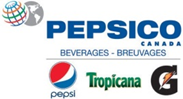 PEPSICO
CANADA
BEVERAGES - BREUVAGES
pepsi
Tropicana
G